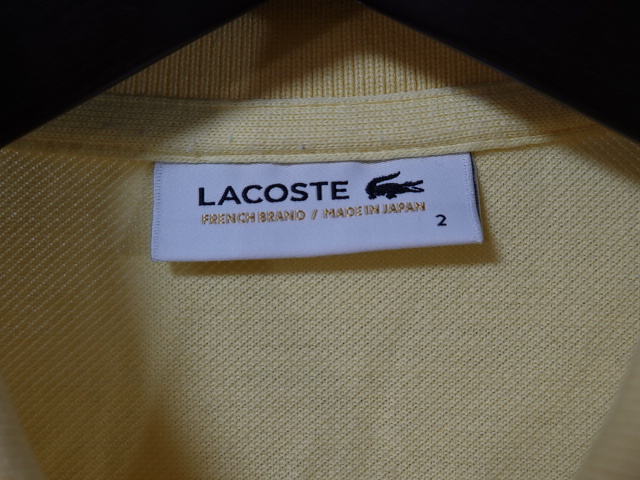 LACOSTE
FRENCH BRAND / MADE IN JAPAN
2